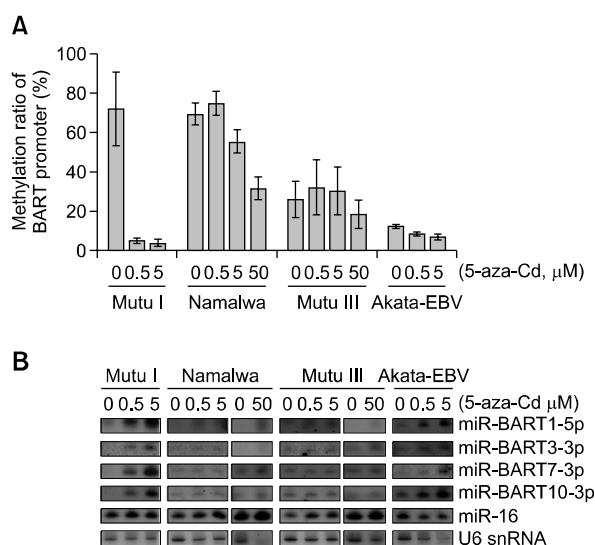 A
Methylation ratio of
BART promoter (%)
100
80
60
40
20
0
0 0.5 5 0 0.5 5 50 0 0.5 5 50 0 0.5 5 (5-aza-Cd, μM)
Mutu I Namalwa Mutu III Akata-EBV
B
Mutu I Namalwa Mutu III Akata-EBV
0 0.5 5 0 0.5 5 0 50 0 0.5 5 0 50 0 0.5 5 (5-aza-Cd μM)
miR-BART1-5p
miR-BART3-3p
miR-BART7-3p
miR-BART10-3p
miR-16
U6 snRNA